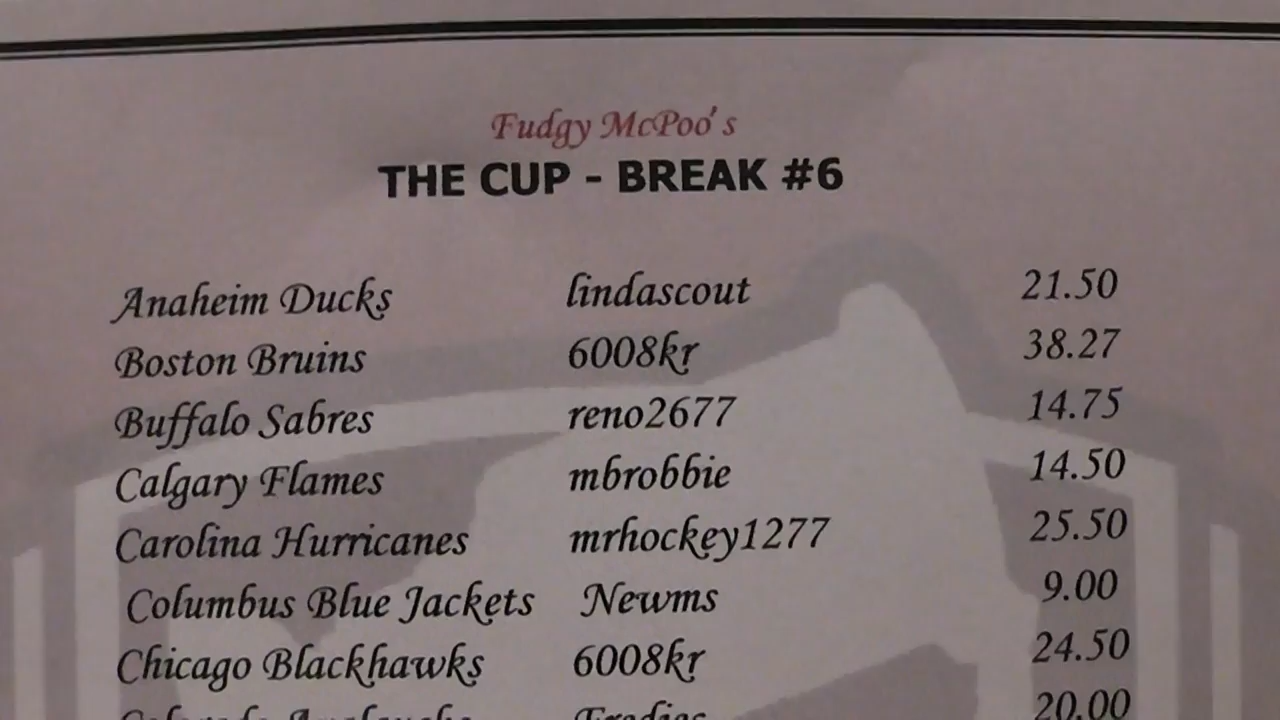 Fudgy McPoo's
THE CUP - BREAK #6
Anaheim Ducks lindascout 21.50
Boston Bruins 6008kr 38.27
Buffalo Sabres reno2677 14.75
Calgary Flames mbrobbie 14.50
Carolina Hurricanes mrhockey1277 25.50
Columbus Blue Jackets Newms 9.00
Chicago Blackhawks 6008kr 24.50
Colorado Avalanche 20.00